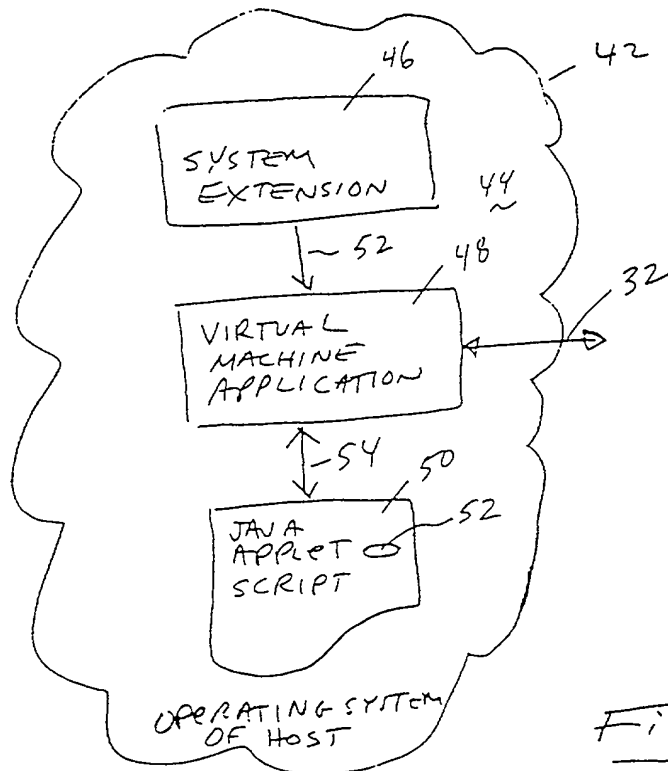 46
42
SYSTEM
EXTENSION
44
52
48
32
VIRTUAL
MACHINE
APPLICATION
54
50
52
JAVA
APPLET
SCRIPT
OPERATING SYSTEM
OF HOST
Fi